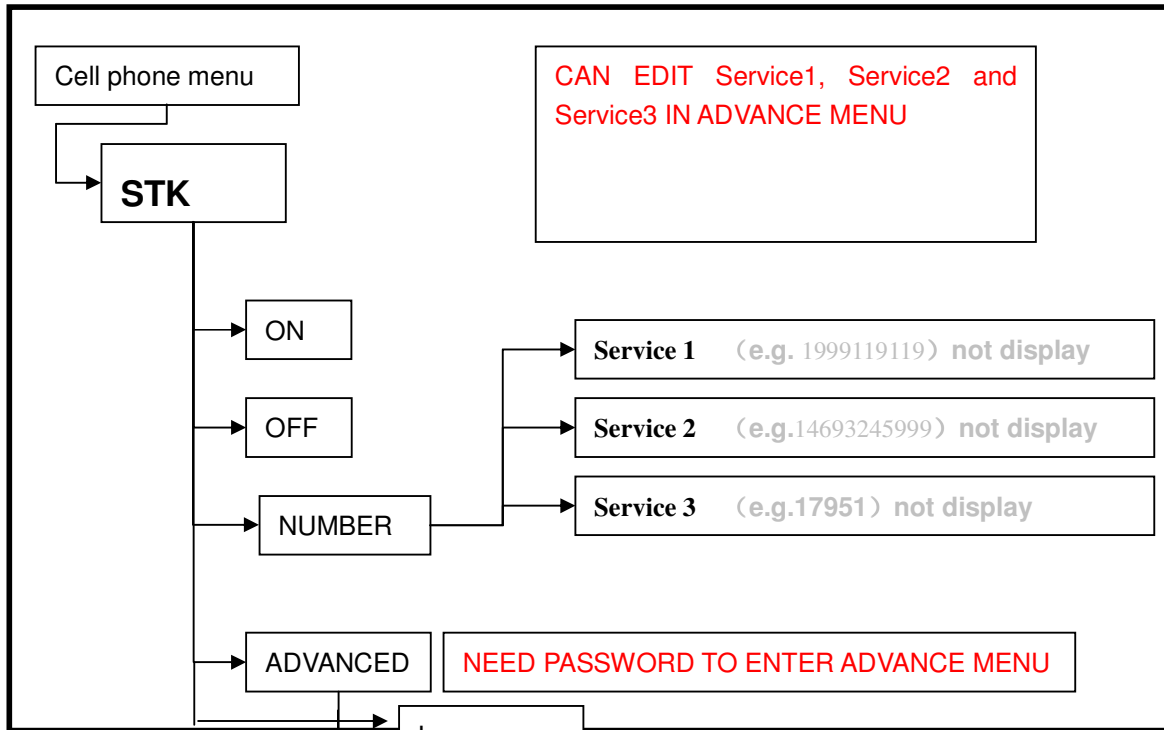 Cell phone menu
CAN EDIT Service1, Service2 and
Service3 IN ADVANCE MENU
STK
ON
Service 1 （e.g. 1999119119）not display
OFF
Service 2 （e.g.14693245999）not display
Service 3 （e.g.17951）not display
NUMBER
ADVANCED
NEED PASSWORD TO ENTER ADVANCE MENU